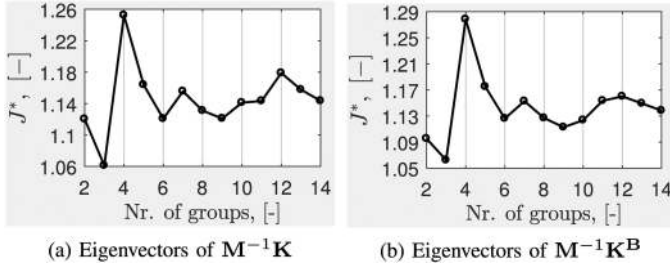 1.26
1.22
1.18
1.14
1.1
1.06
J*, [−]
2 4 6 8 10 12 14
Nr. of groups, [-]
(a) Eigenvectors of M⁻¹K
1.29
1.25
1.21
1.17
1.13
1.09
1.05
J*, [−]
2 4 6 8 10 12 14
Nr. of groups, [-]
(b) Eigenvectors of M⁻¹Kᴮ